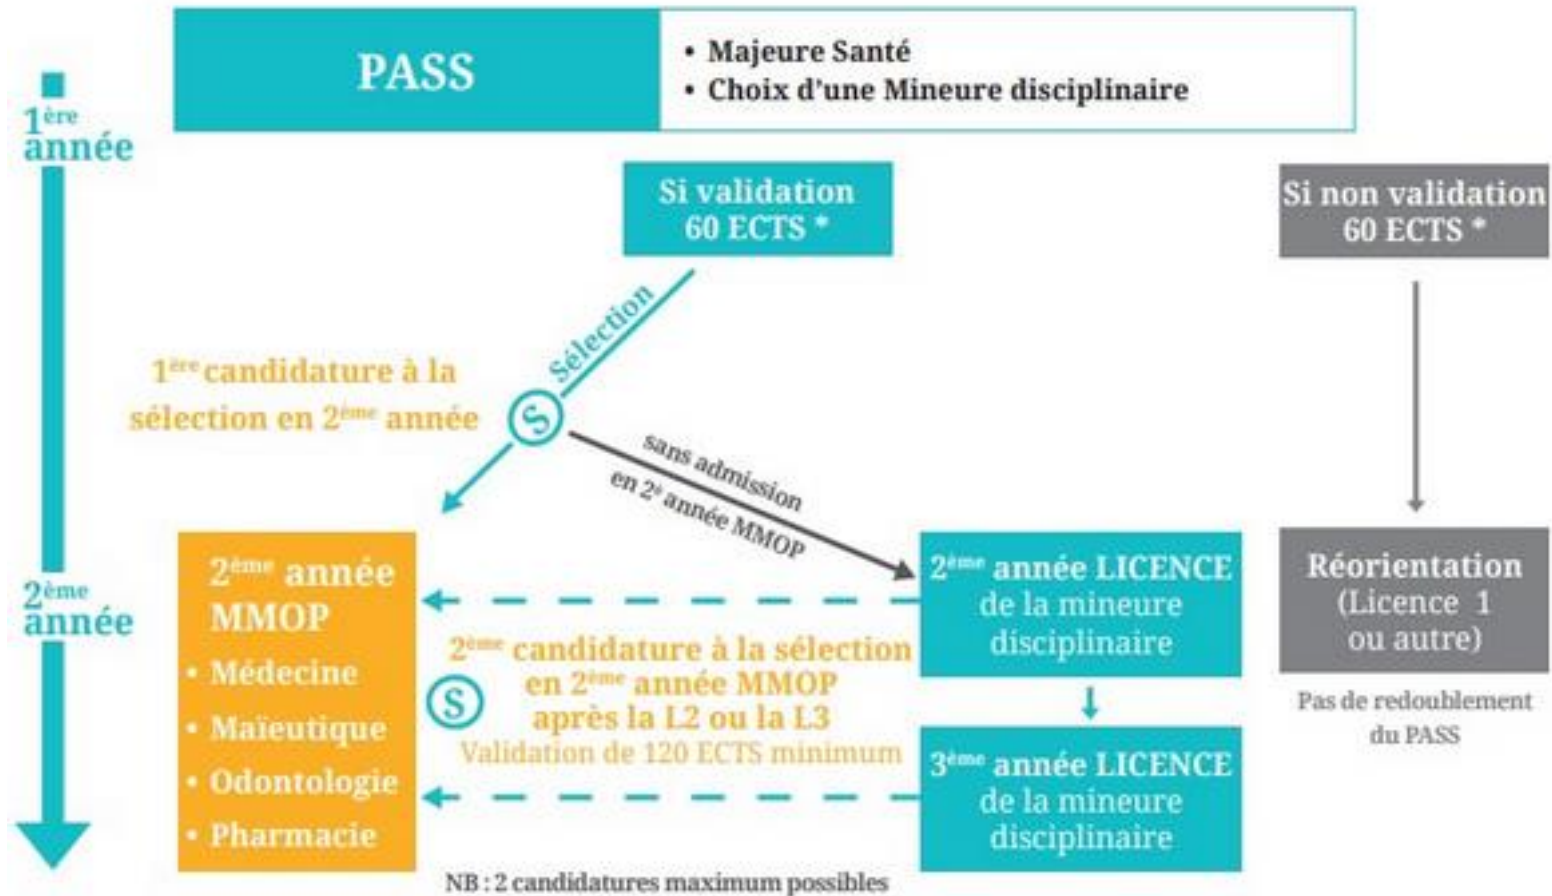 PASS
• Majeure Santé
• Choix d'une Mineure disciplinaire
1ère
année
Si validation
60 ECTS *
Si non validation
60 ECTS *
Sélection
1ère candidature à la
sélection en 2ème année
S
sans admission
en 2è année MMOP
2ème
année
2ème année
MMOP
• Médecine
• Maïeutique
• Odontologie
• Pharmacie
2ème candidature à la sélection
en 2ème année MMOP
après la L2 ou la L3
Validation de 120 ECTS minimum
S
2ème année LICENCE
de la mineure
disciplinaire
3ème année LICENCE
de la mineure
disciplinaire
Réorientation
(Licence 1
ou autre)
Pas de redoublement
du PASS
NB : 2 candidatures maximum possibles